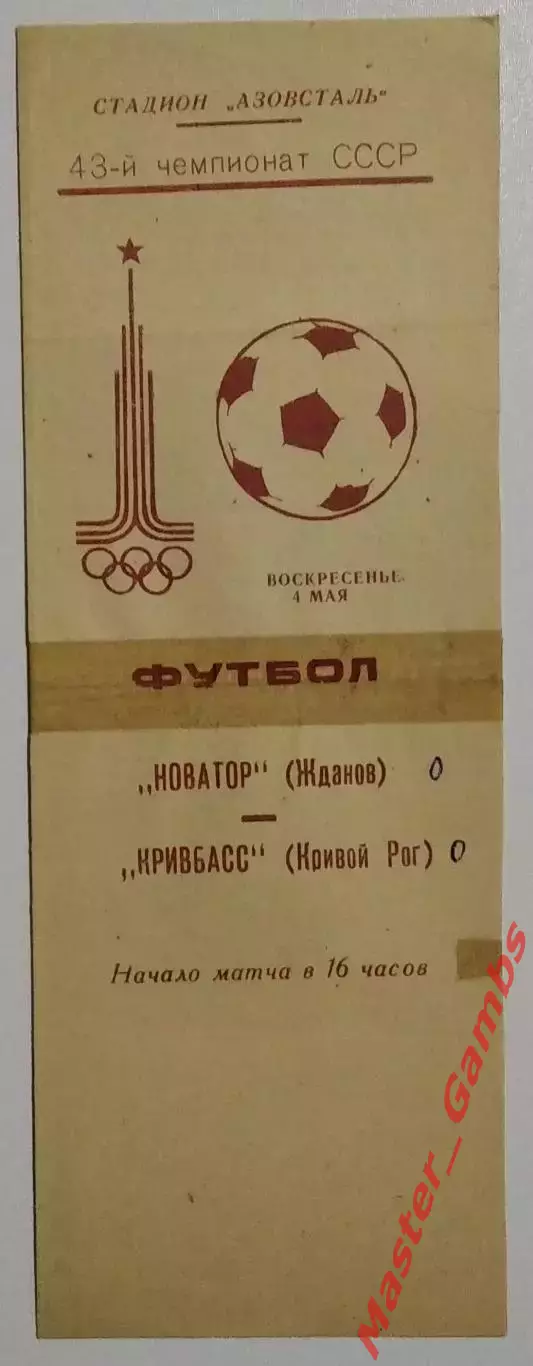 СТАДИОН „АЗОВСТАЛЬ“
43-й чемпионат СССР
ВОСКРЕСЕНЬЕ,
4 МАЯ
ФУТБОЛ
„НОВАТОР“ (Жданов) 0
—
„КРИВБАСС“ (Кривой Рог) 0
Начало матча в 16 часов
Master_Gambs